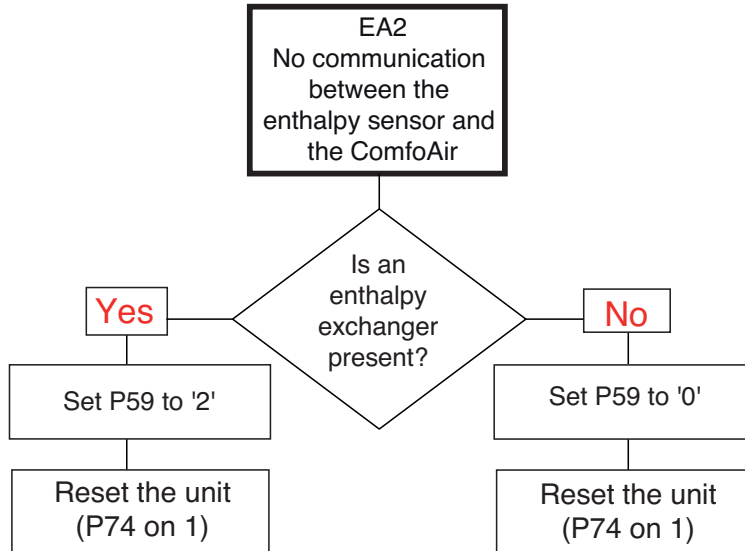 EA2
No communication
between the
enthalpy sensor and
the ComfoAir
Is an
enthalpy
exchanger
present?
Yes
No
Set P59 to '2'
Set P59 to '0'
Reset the unit
(P74 on 1)
Reset the unit
(P74 on 1)